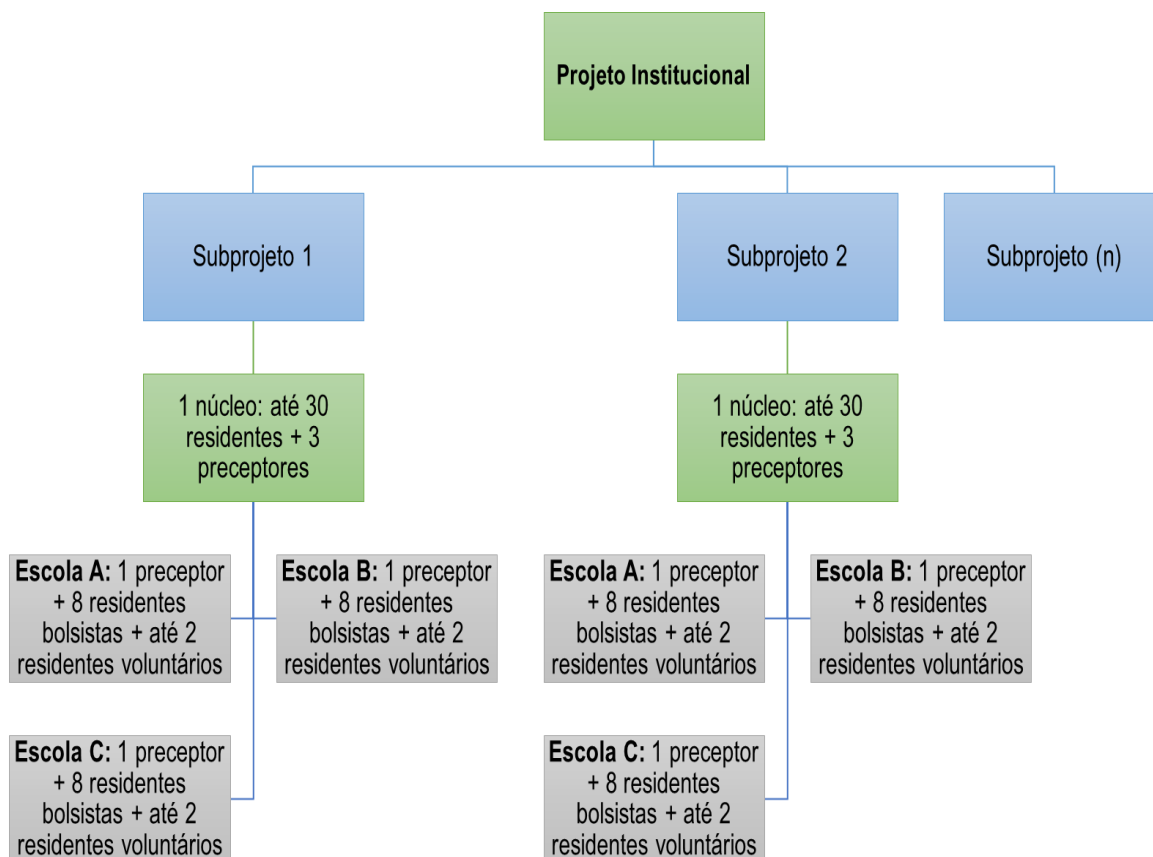 Projeto Institucional
Subprojeto 1
Subprojeto 2
Subprojeto (n)
1 núcleo: até 30
residentes + 3
preceptores
1 núcleo: até 30
residentes + 3
preceptores
Escola A: 1 preceptor
+ 8 residentes
bolsistas + até 2
residentes voluntários
Escola B: 1 preceptor
+ 8 residentes
bolsistas + até 2
residentes voluntários
Escola A: 1 preceptor
+ 8 residentes
bolsistas + até 2
residentes voluntários
Escola B: 1 preceptor
+ 8 residentes
bolsistas + até 2
residentes voluntários
Escola C: 1 preceptor
+ 8 residentes
bolsistas + até 2
residentes voluntários
Escola C: 1 preceptor
+ 8 residentes
bolsistas + até 2
residentes voluntários